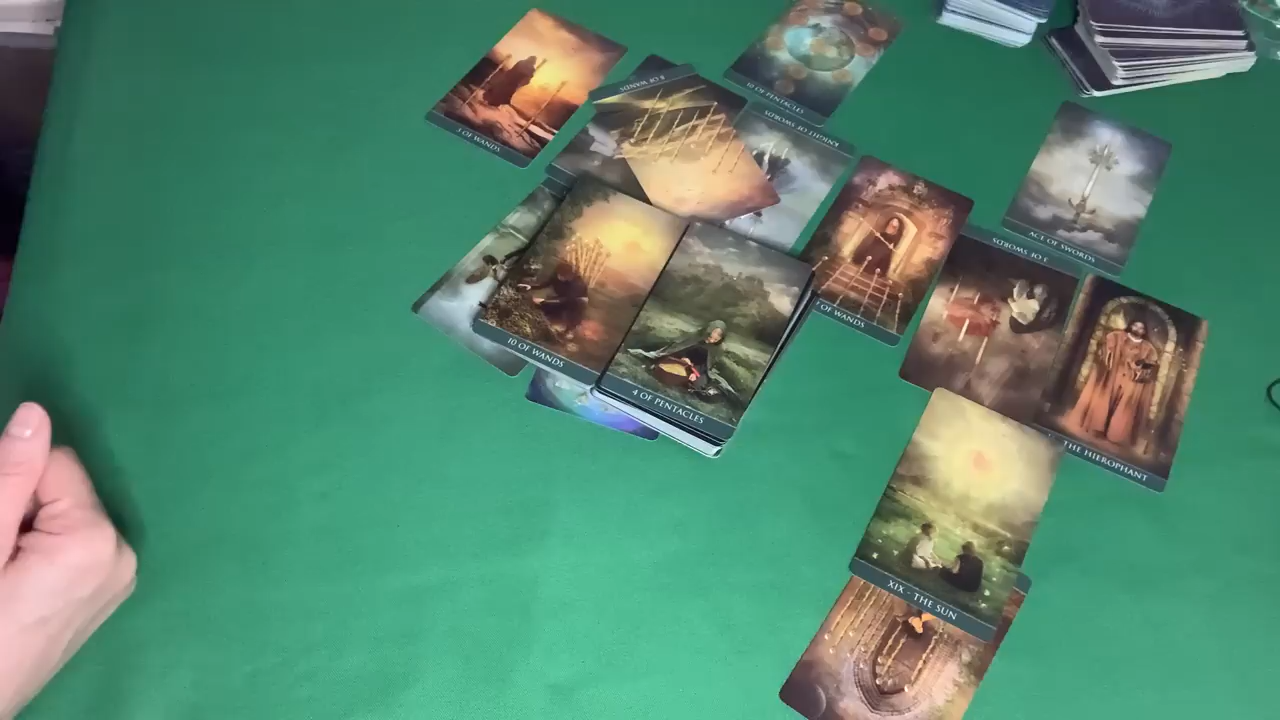 10 OF PENTACLES
3 OF WANDS
8 OF WANDS
KNIGHT OF SWORDS
ACE OF SWORDS
3 OF SWORDS
OF WANDS
10 OF WANDS
4 OF PENTACLES
THE HIEROPHANT
XIX - THE SUN